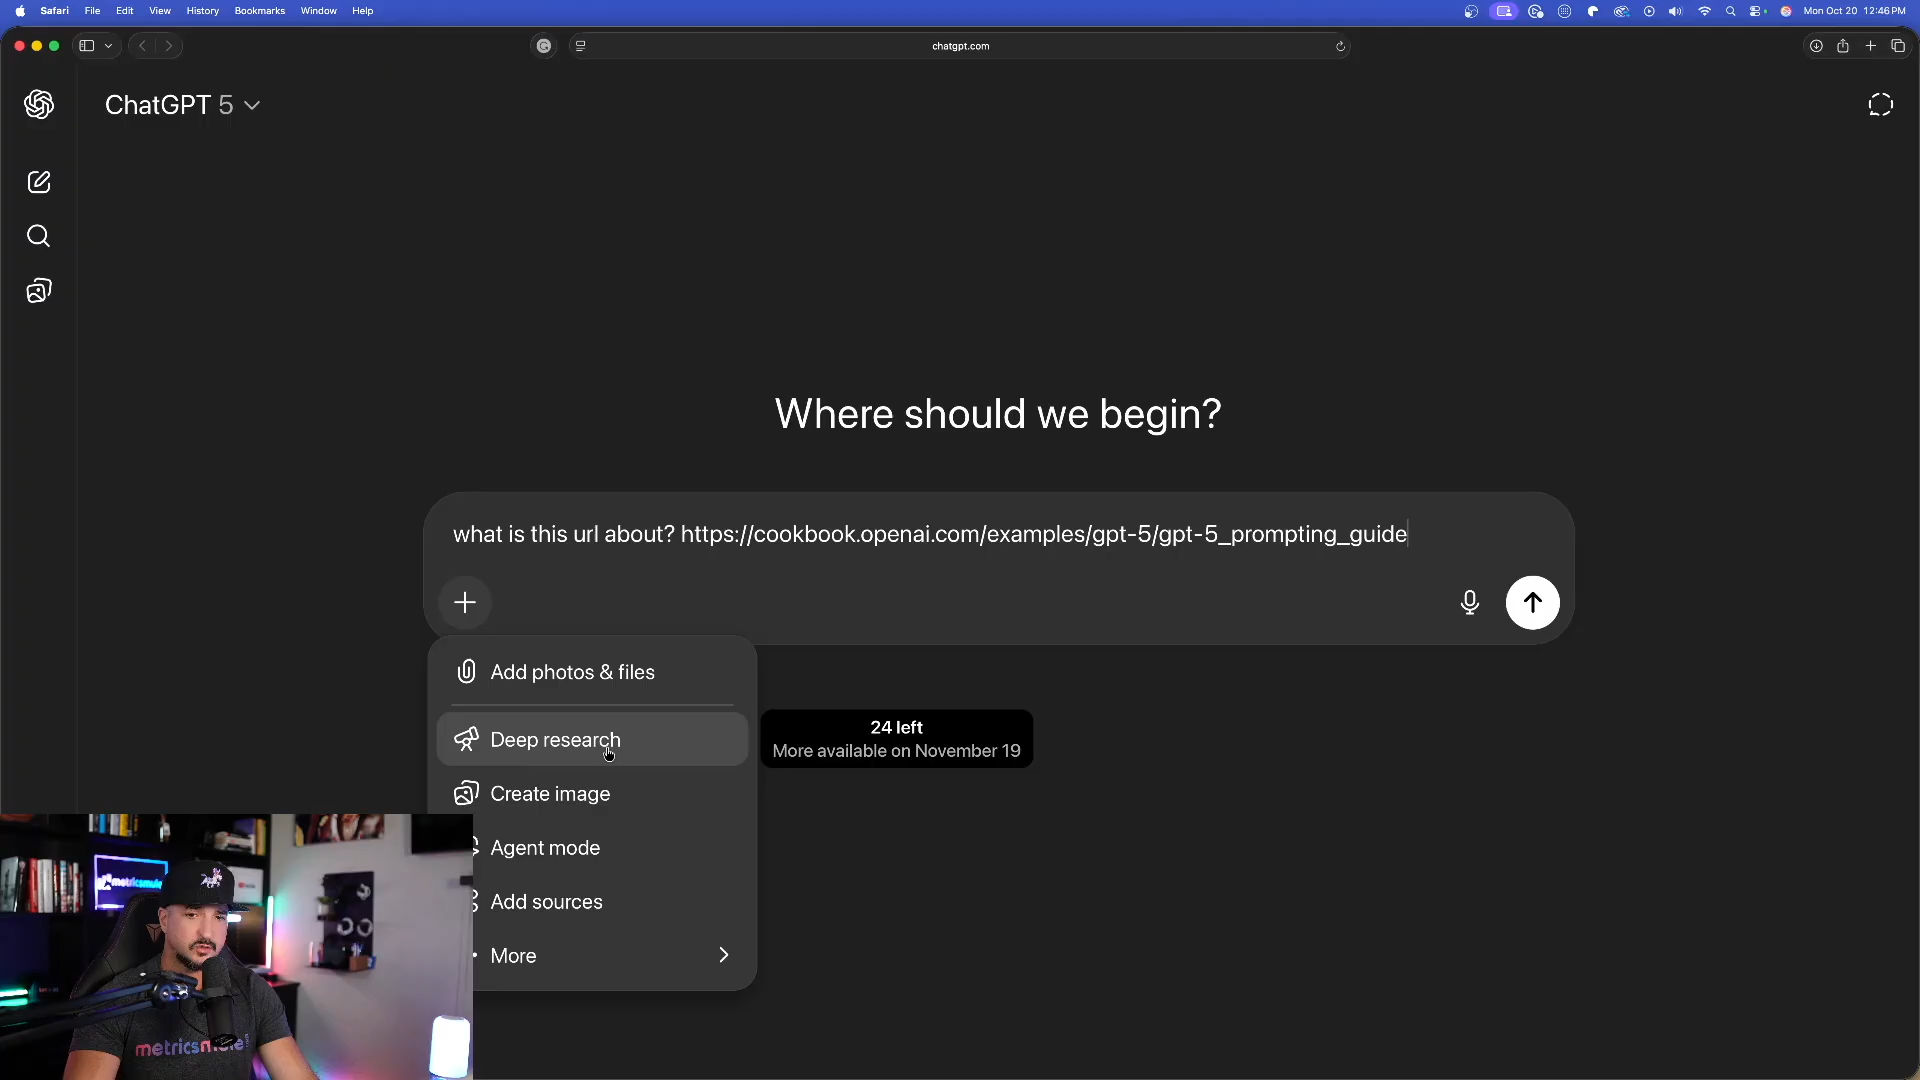 Safari File Edit View History Bookmarks Window Help
Mon Oct 20 12:46 PM
chatgpt.com
ChatGPT 5
Where should we begin?
what is this url about? https://cookbook.openai.com/examples/gpt-5/gpt-5_prompting_guide
Add photos & files
Deep research
24 left
More available on November 19
Create image
Agent mode
Add sources
More